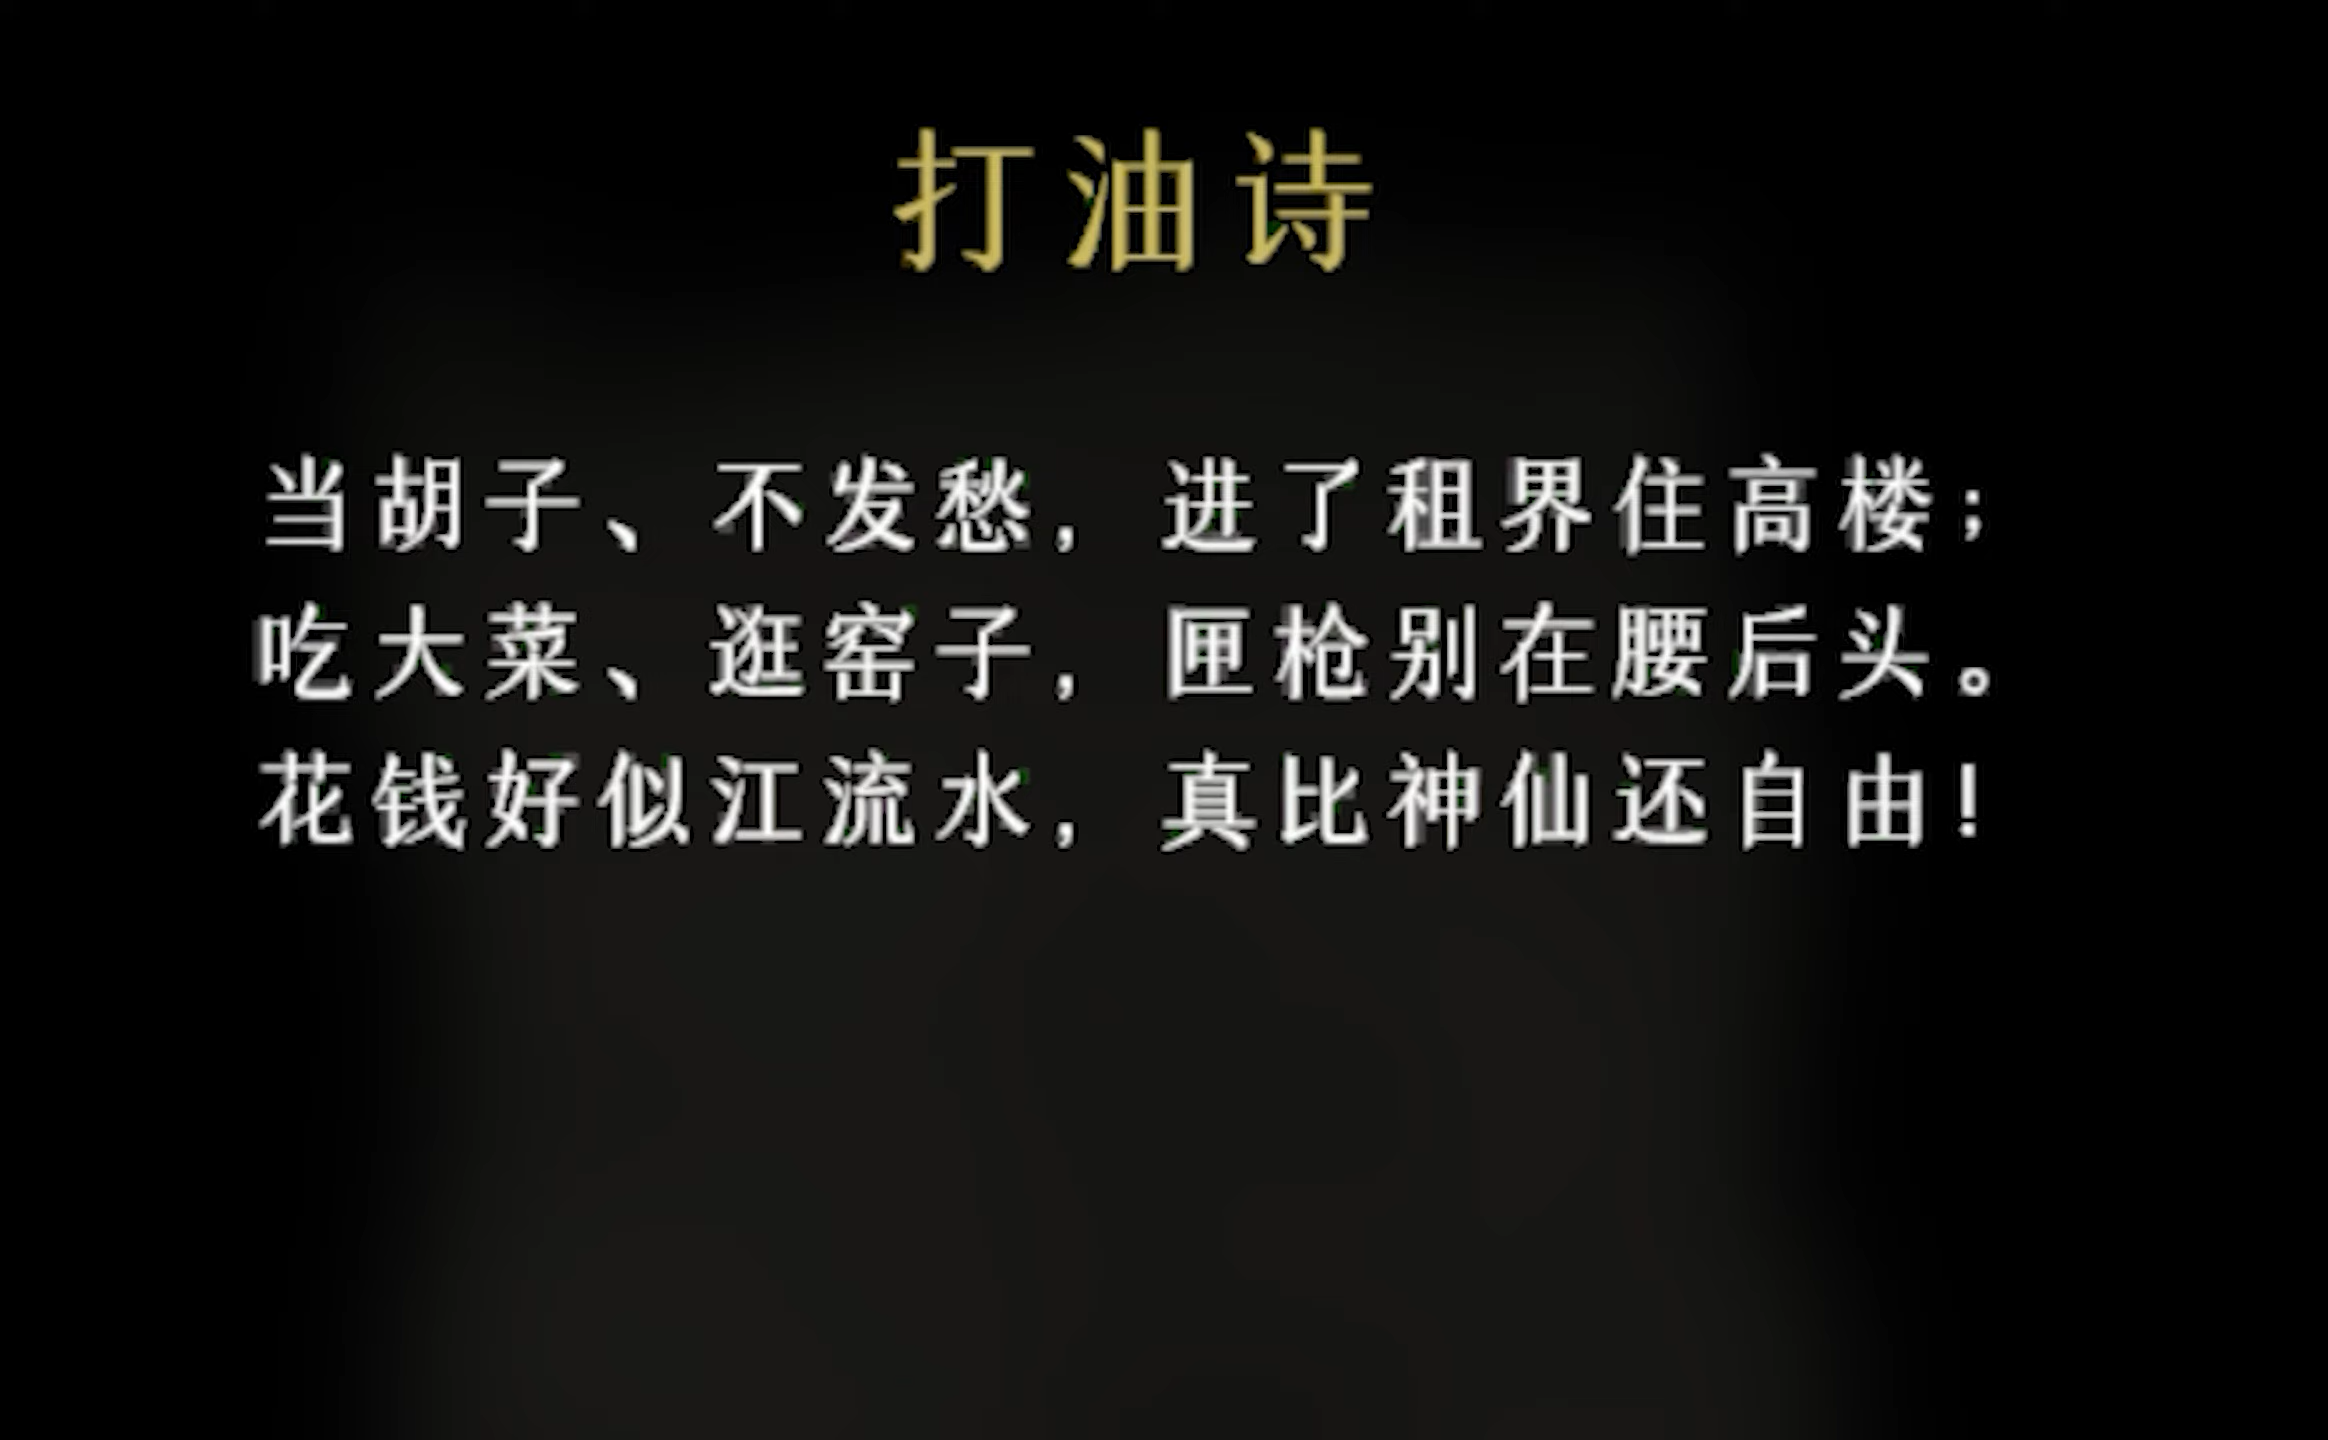 打油诗
当胡子、不发愁，进了租界住高楼；
吃大菜、逛窑子，匣枪别在腰后头。
花钱好似江流水，真比神仙还自由！